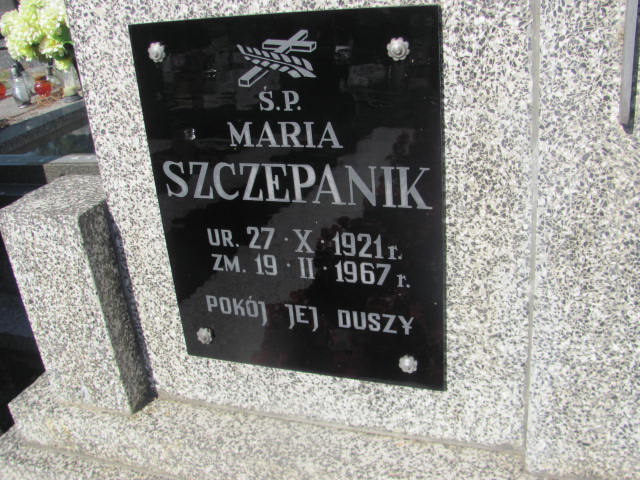 Ś.P.
MARIA
SZCZEPANIK
UR. 27 · X · 1921 r.
ZM. 19 · II · 1967 r.
POKÓJ JEJ DUSZY